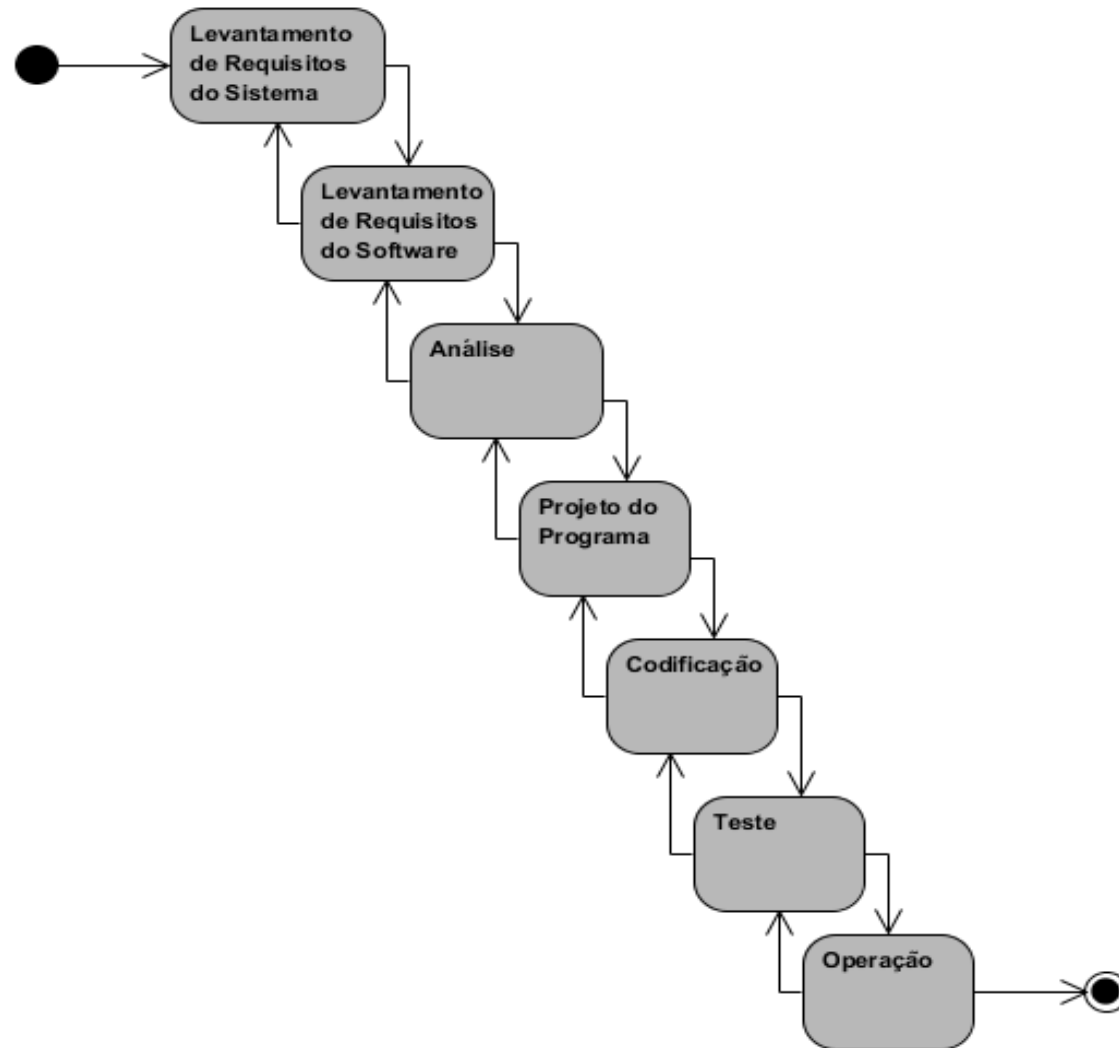 Levantamento
de Requisitos
do Sistema
Levantamento
de Requisitos
do Software
Análise
Projeto do
Programa
Codificação
Teste
Operação